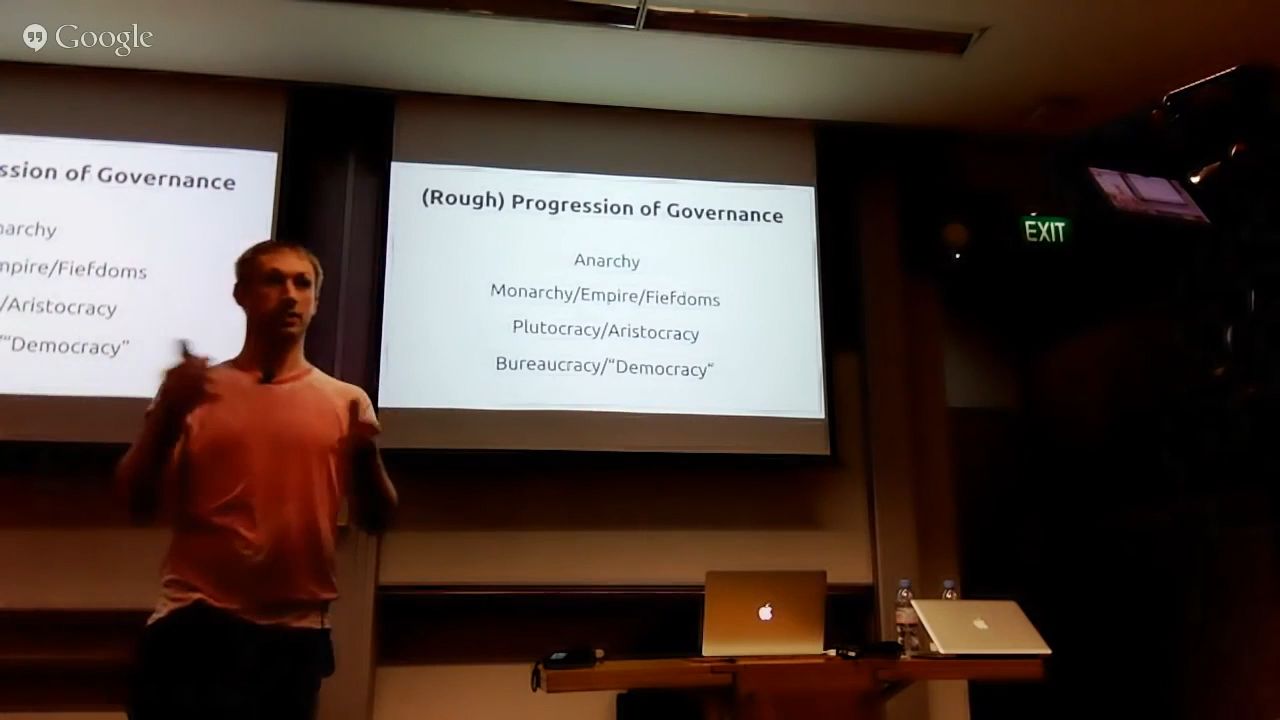 Google
ssion of Governance
narchy
mpire/Fiefdoms
/Aristocracy
/"Democracy"
(Rough) Progression of Governance
Anarchy
Monarchy/Empire/Fiefdoms
Plutocracy/Aristocracy
Bureaucracy/"Democracy"
EXIT